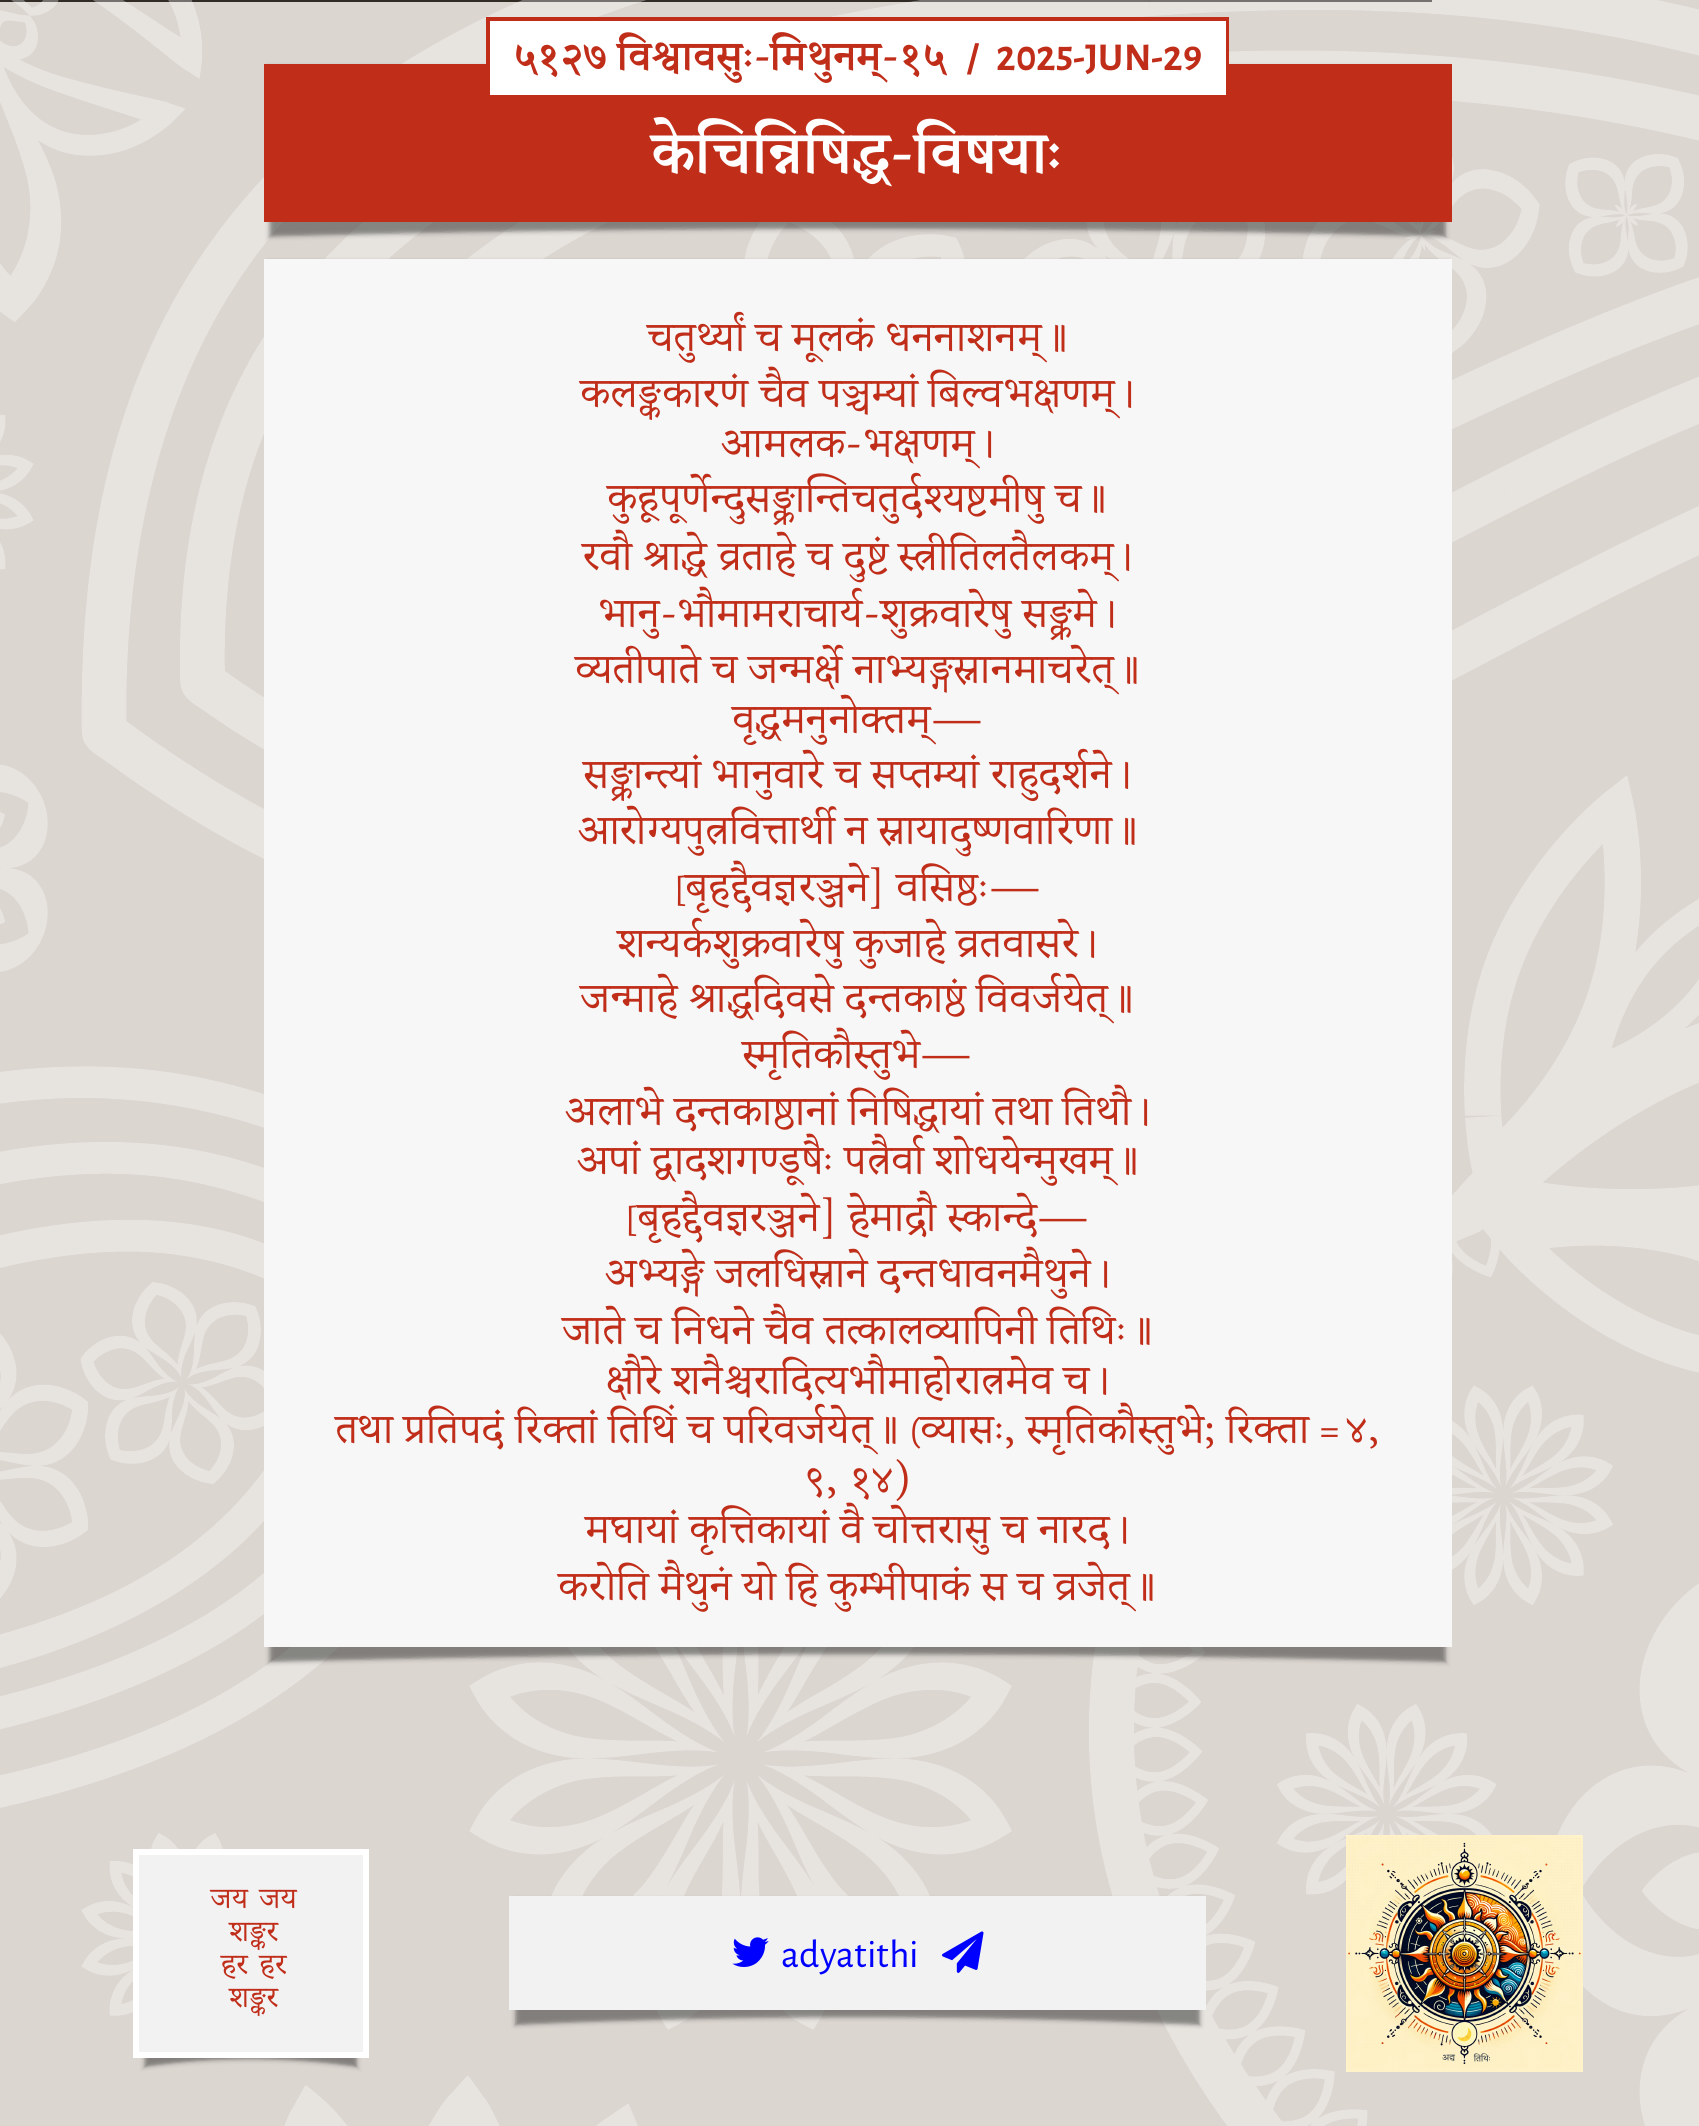 ५१२७ विश्वावसुः-मिथुनम्-१५ / 2025-JUN-29
केचिन्निषिद्ध-विषयाः
चतुर्थ्यां च मूलकं धननाशनम्॥
कलङ्ककारणं चैव पञ्चम्यां बिल्वभक्षणम्।
आमलक-भक्षणम्।
कुहूपूर्णेन्दुसङ्क्रान्तिचतुर्दश्यष्टमीषु च॥
रवौ श्राद्धे व्रताहे च दुष्टं स्त्रीतिलतैलकम्।
भानु-भौमामराचार्य-शुक्रवारेषु सङ्क्रमे।
व्यतीपाते च जन्मर्क्षे नाभ्यङ्गस्नानमाचरेत्॥
वृद्धमनुनोक्तम्—
सङ्क्रान्त्यां भानुवारे च सप्तम्यां राहुदर्शने।
आरोग्यपुत्रवित्तार्थी न स्नायादुष्णवारिणा॥
[बृहद्दैवज्ञरञ्जने] वसिष्ठः—
शन्यर्कशुक्रवारेषु कुजाहे व्रतवासरे।
जन्माहे श्राद्धदिवसे दन्तकाष्ठं विवर्जयेत्॥
स्मृतिकौस्तुभे—
अलाभे दन्तकाष्ठानां निषिद्धायां तथा तिथौ।
अपां द्वादशगण्डूषैः पत्रैर्वा शोधयेन्मुखम्॥
[बृहद्दैवज्ञरञ्जने] हेमाद्रौ स्कान्दे—
अभ्यङ्गे जलधिस्नाने दन्तधावनमैथुने।
जाते च निधने चैव तत्कालव्यापिनी तिथिः॥
क्षौरे शनैश्चरादित्यभौमाहोरात्रमेव च।
तथा प्रतिपदं रिक्तां तिथिं च परिवर्जयेत्॥ (व्यासः, स्मृतिकौस्तुभे; रिक्ता = ४,
९, १४)
मघायां कृत्तिकायां वै चोत्तरासु च नारद।
करोति मैथुनं यो हि कुम्भीपाकं स च व्रजेत्॥
जय जय
शङ्कर
हर हर
शङ्कर
adyatithi
अद्य तिथिः